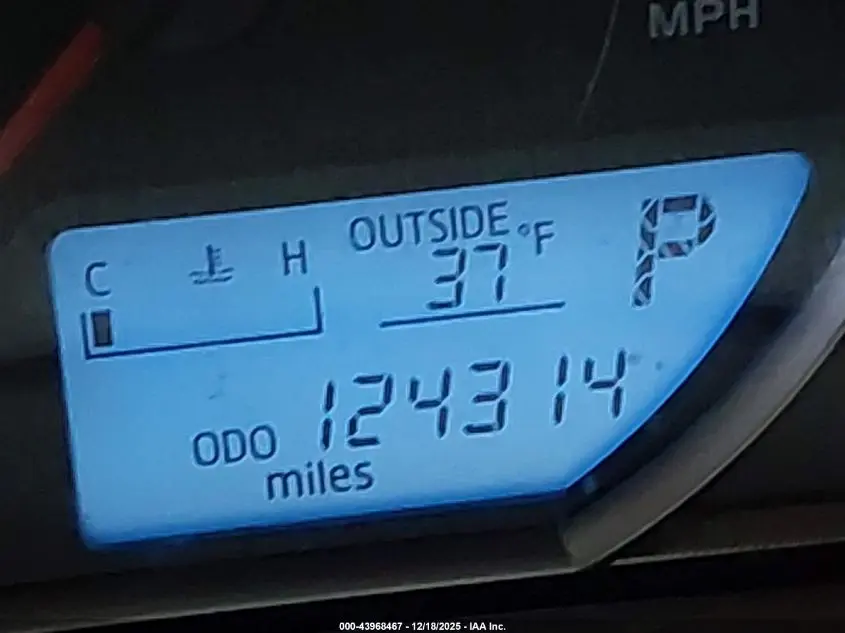 MPH
OUTSIDE
C H 37 °F P
ODO 124314
miles
000-43968467 - 12/18/2025 - IAA Inc.